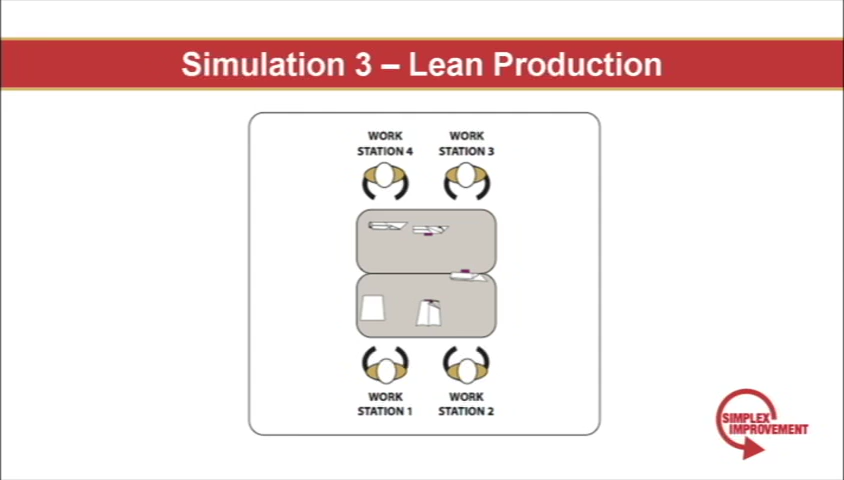 Simulation 3 – Lean Production
WORK
STATION 4
WORK
STATION 3
WORK
STATION 1
WORK
STATION 2
SIMPLEX
IMPROVEMENT